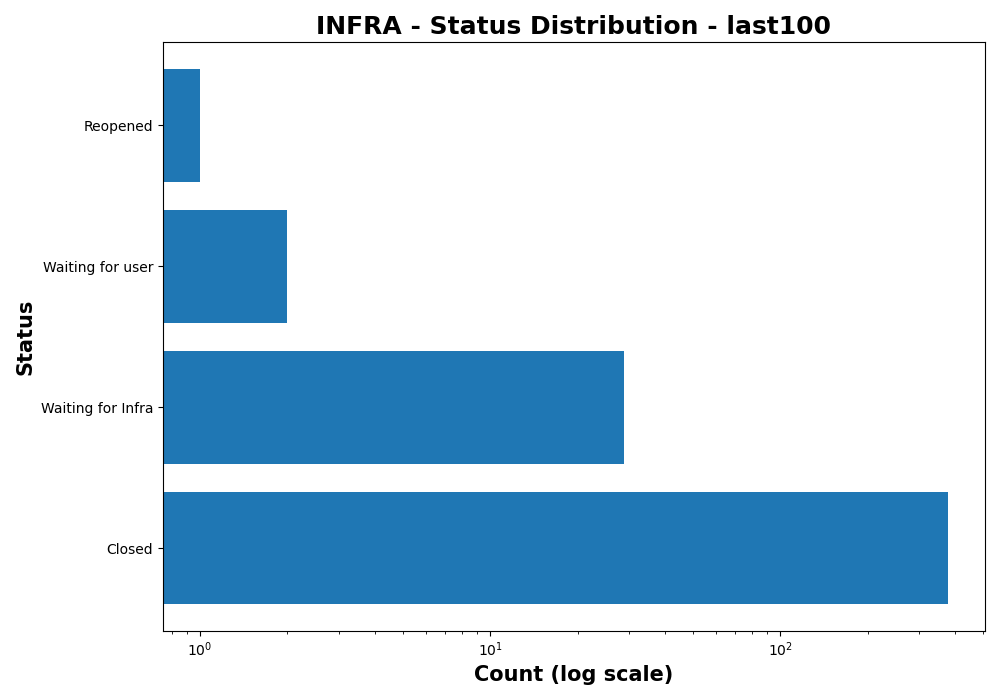 INFRA - Status Distribution - last100
Reopened
Waiting for user
Waiting for Infra
Closed
Status
10⁰
10¹
10²
Count (log scale)